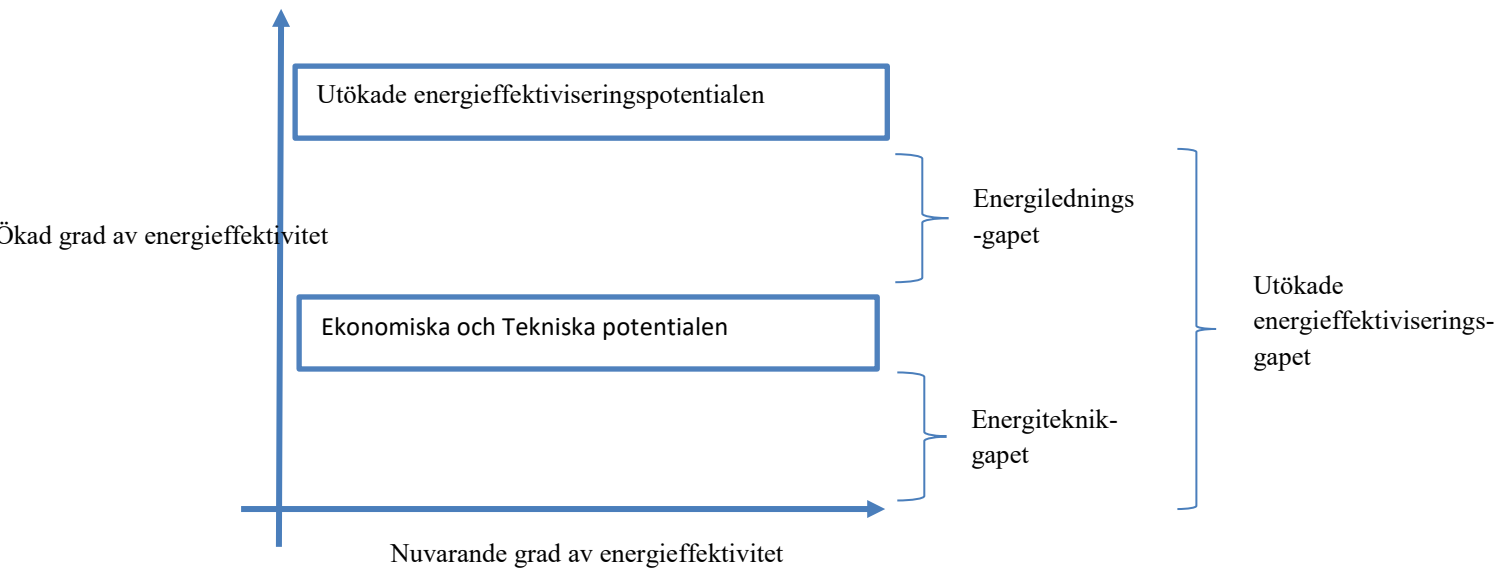 Utökade energieffektiviseringspotentialen
Energilednings
-gapet
Ökad grad av energieffektivitet
Utökade
energieffektiviserings-
gapet
Ekonomiska och Tekniska potentialen
Energiteknik-
gapet
Nuvarande grad av energieffektivitet